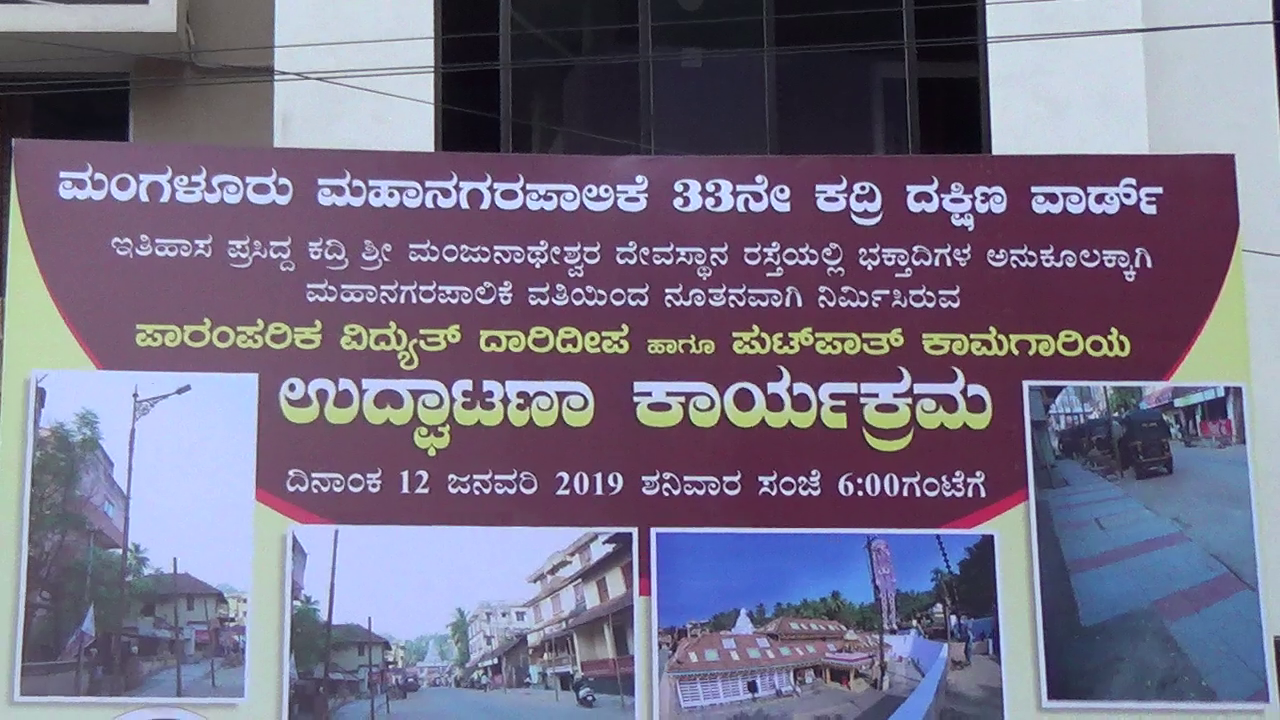 ಮಂಗಳೂರು ಮಹಾನಗರಪಾಲಿಕೆ 33ನೇ ಕದ್ರಿ ದಕ್ಷಿಣ ವಾರ್ಡ್
ಇತಿಹಾಸ ಪ್ರಸಿದ್ದ ಕದ್ರಿ ಶ್ರೀ ಮಂಜುನಾಥೇಶ್ವರ ದೇವಸ್ಥಾನ ರಸ್ತೆಯಲ್ಲಿ ಭಕ್ತಾದಿಗಳ ಅನುಕೂಲಕ್ಕಾಗಿ
ಮಹಾನಗರಪಾಲಿಕೆ ವತಿಯಿಂದ ನೂತನವಾಗಿ ನಿರ್ಮಿಸಿರುವ
ಪಾರಂಪರಿಕ ವಿದ್ಯುತ್ ದಾರಿದೀಪ ಹಾಗೂ ಪುಟ್‌ಪಾತ್ ಕಾಮಗಾರಿಯ
ಉದ್ಘಾಟಣಾ ಕಾರ್ಯಕ್ರಮ
ದಿನಾಂಕ 12 ಜನವರಿ 2019 ಶನಿವಾರ ಸಂಜೆ 6:00ಗಂಟೆಗೆ